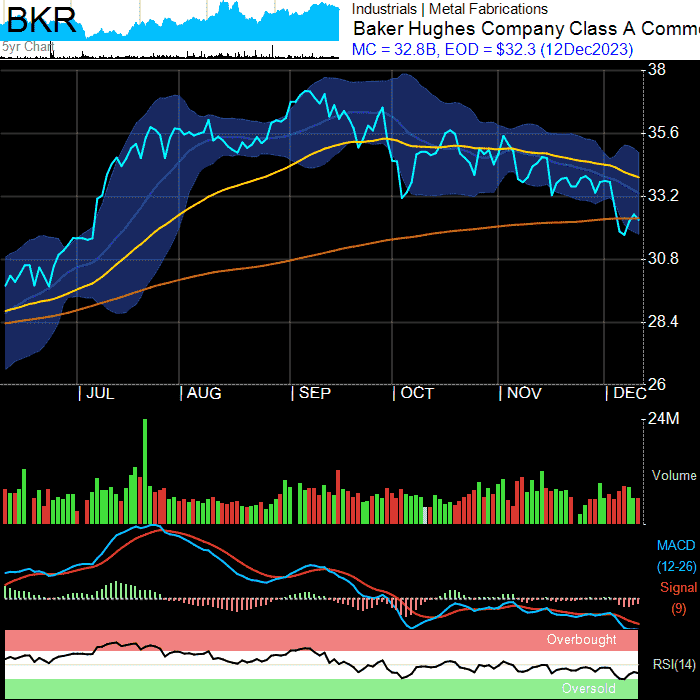 BKR
5yr Chart
Industrials | Metal Fabrications
Baker Hughes Company Class A Comm
MC = 32.8B, EOD = $32.3 (12Dec2023)
38
35.6
33.2
30.8
28.4
26
| JUL | AUG | SEP | OCT | NOV | DEC
24M
Volume
MACD
(12-26)
Signal
(9)
Overbought
RSI(14)
Oversold